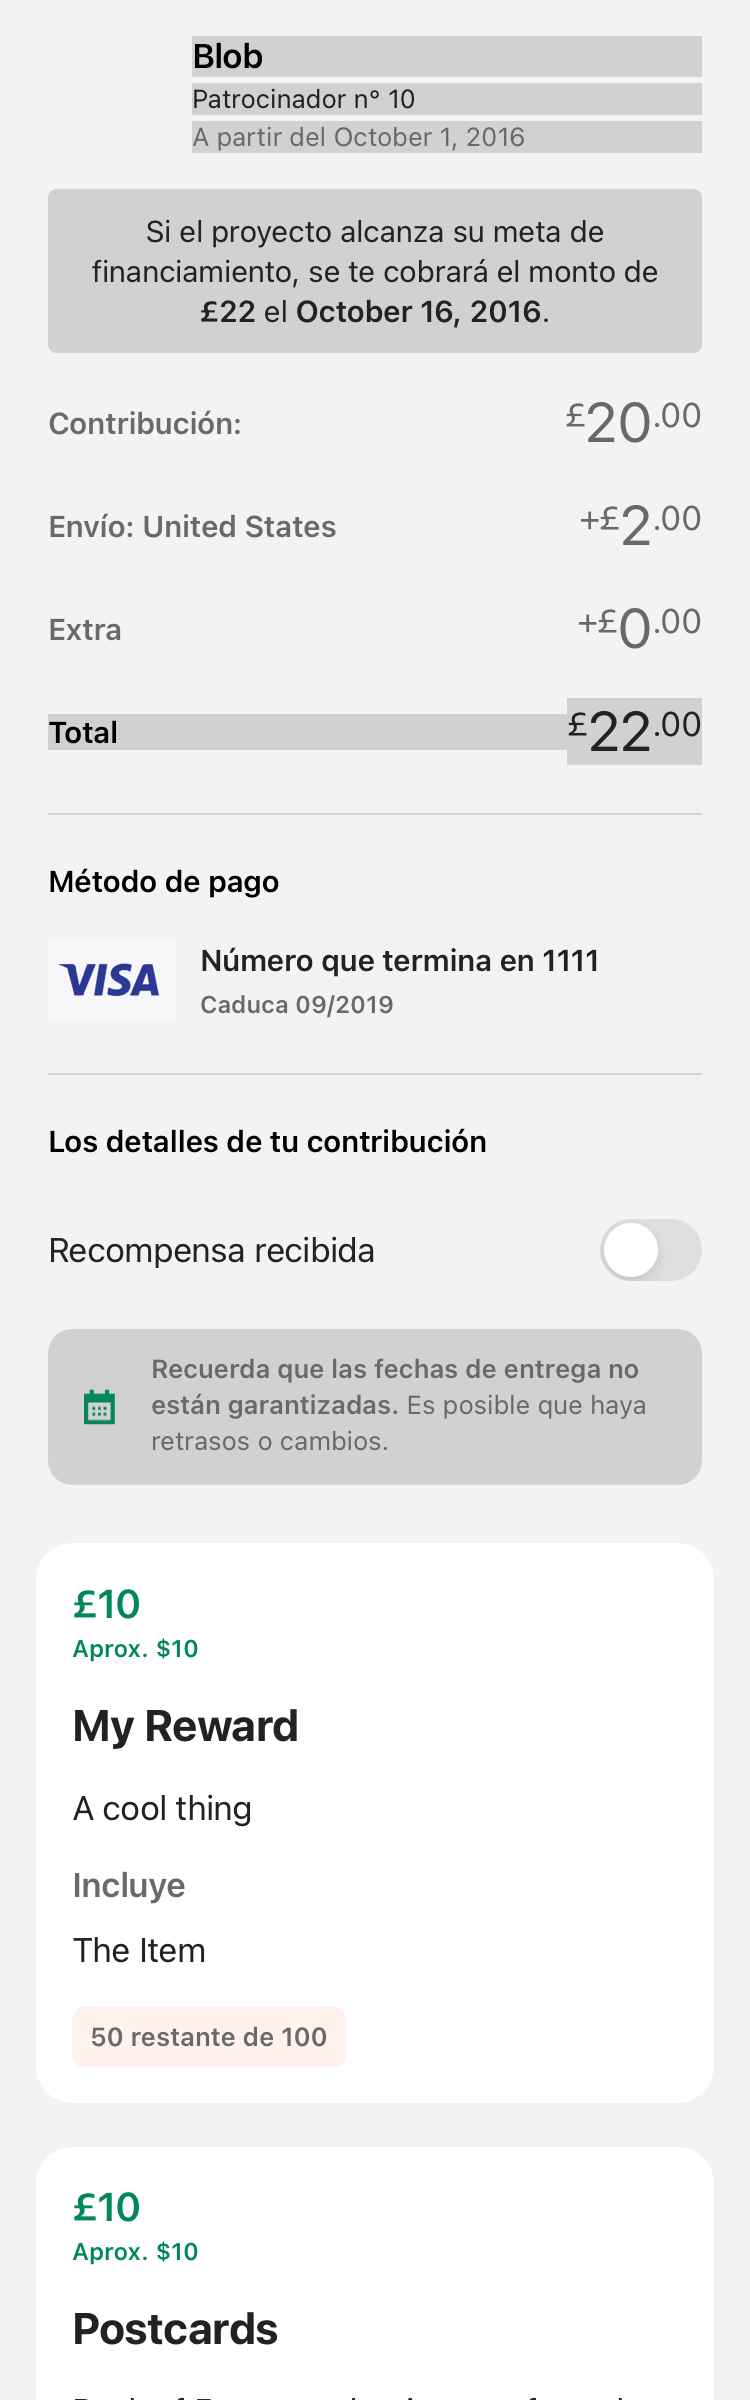 Blob
Patrocinador n° 10
A partir del October 1, 2016
Si el proyecto alcanza su meta de
financiamiento, se te cobrará el monto de
£22 el October 16, 2016.
Contribución: £20.00
Envío: United States +£2.00
Extra +£0.00
Total £22.00
Método de pago
VISA
Número que termina en 1111
Caduca 09/2019
Los detalles de tu contribución
Recompensa recibida
Recuerda que las fechas de entrega no
están garantizadas. Es posible que haya
retrasos o cambios.
£10
Aprox. $10
My Reward
A cool thing
Incluye
The Item
50 restante de 100
£10
Aprox. $10
Postcards